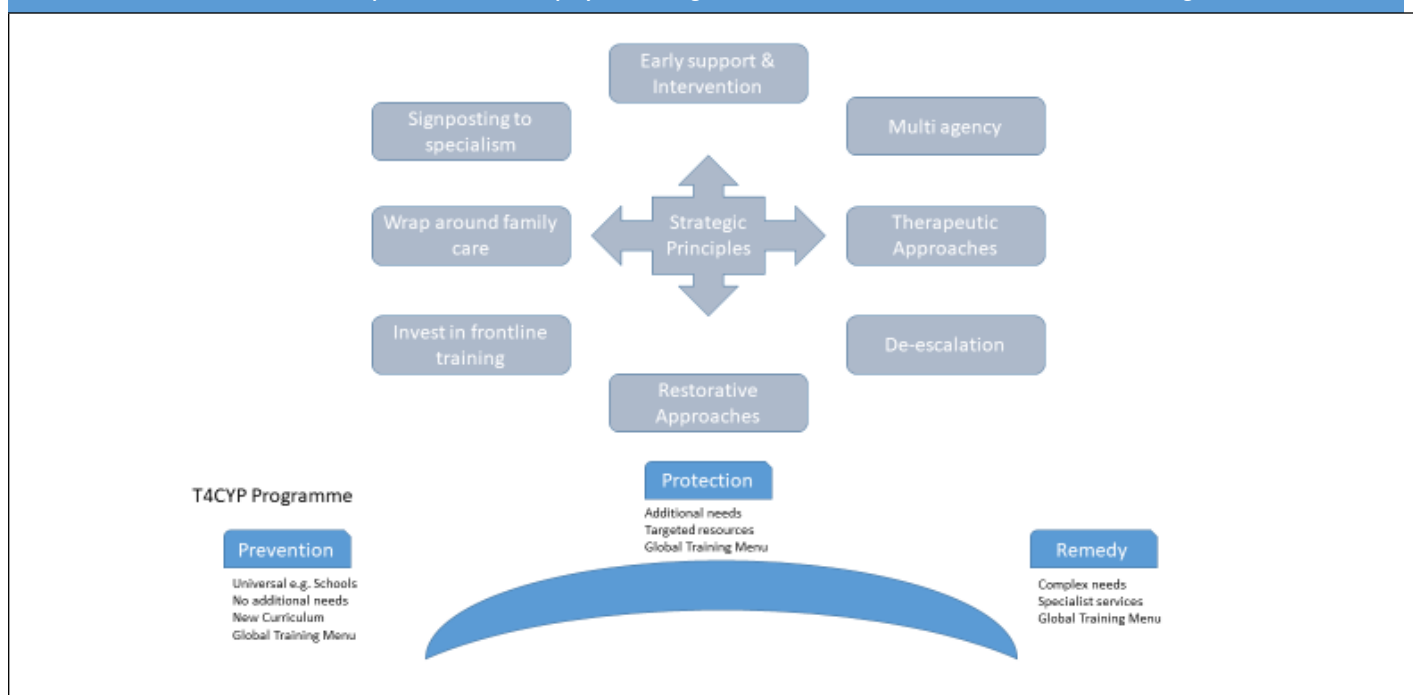 Early support &
Intervention
Signposting to
specialism
Multi agency
Wrap around family
care
Strategic
Principles
Therapeutic
Approaches
Invest in frontline
training
De-escalation
Restorative
Approaches
T4CYP Programme
Protection
Additional needs
Targeted resources
Global Training Menu
Prevention
Universal e.g. Schools
No additional needs
New Curriculum
Global Training Menu
Remedy
Complex needs
Specialist services
Global Training Menu